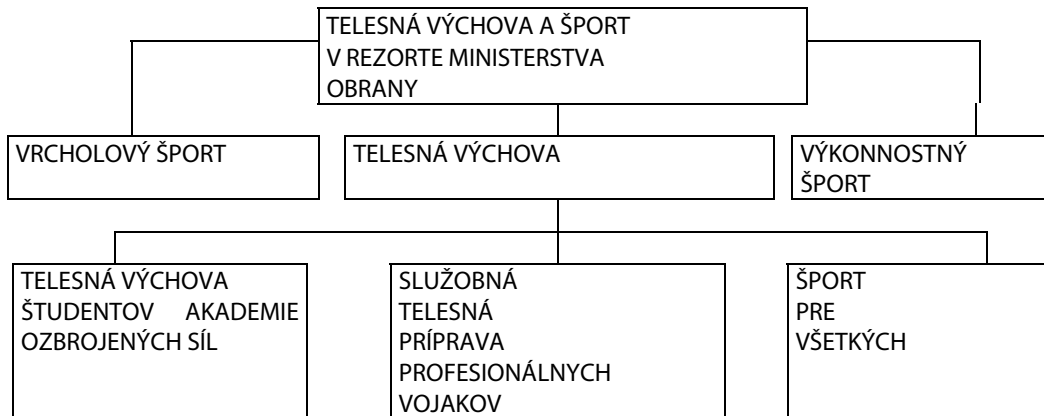 TELESNÁ VÝCHOVA A ŠPORT
V REZORTE MINISTERSTVA
OBRANY
VRCHOLOVÝ ŠPORT
TELESNÁ VÝCHOVA
VÝKONNOSTNÝ
ŠPORT
TELESNÁ VÝCHOVA
ŠTUDENTOV AKADEMIE
OZBROJENÝCH SÍL
SLUŽOBNÁ
TELESNÁ
PRÍPRAVA
PROFESIONÁLNYCH
VOJAKOV
ŠPORT
PRE
VŠETKÝCH